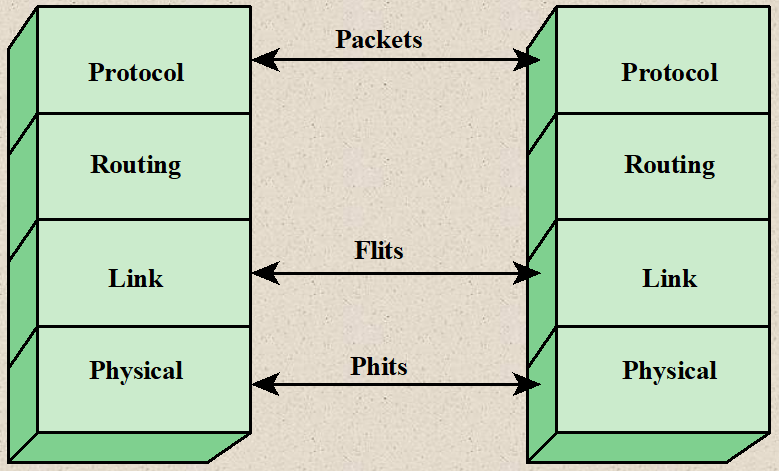 Packets
Protocol
Protocol
Routing
Routing
Flits
Link
Link
Phits
Physical
Physical